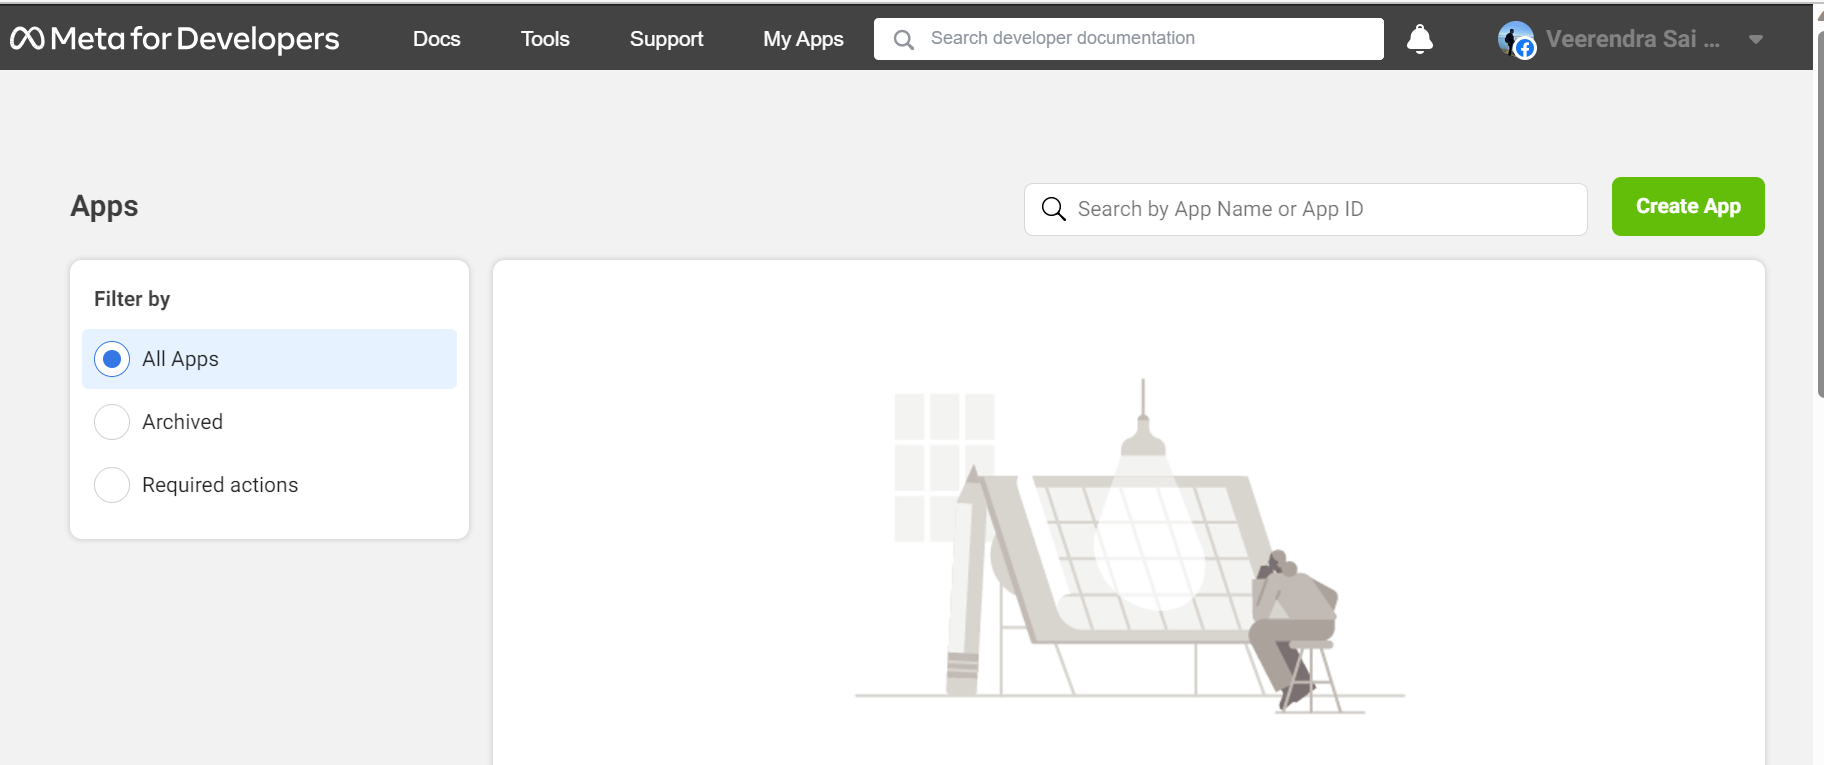 Meta for Developers Docs Tools Support My Apps Search developer documentation Veerendra Sai ...
Apps Search by App Name or App ID Create App
Filter by
All Apps
Archived
Required actions